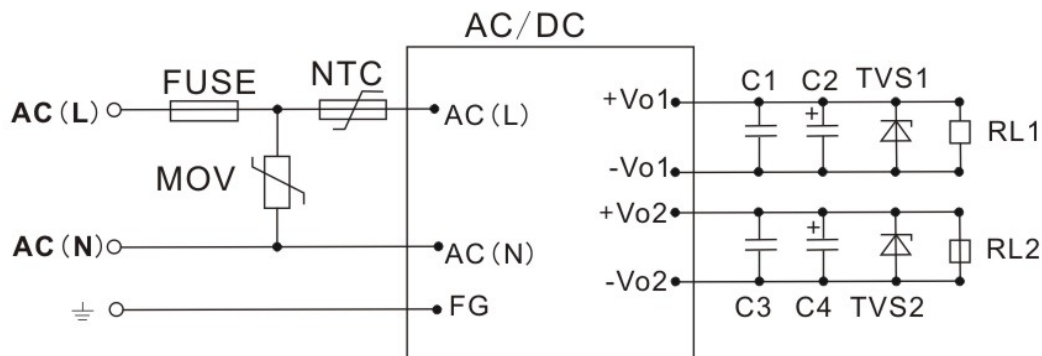 AC/DC
FUSE NTC
AC(L) AC(L)
MOV
AC(N) AC(N)
FG
C1 C2 TVS1
+Vo1
RL1
-Vo1
+Vo2
+
+
RL2
-Vo2
C3 C4 TVS2